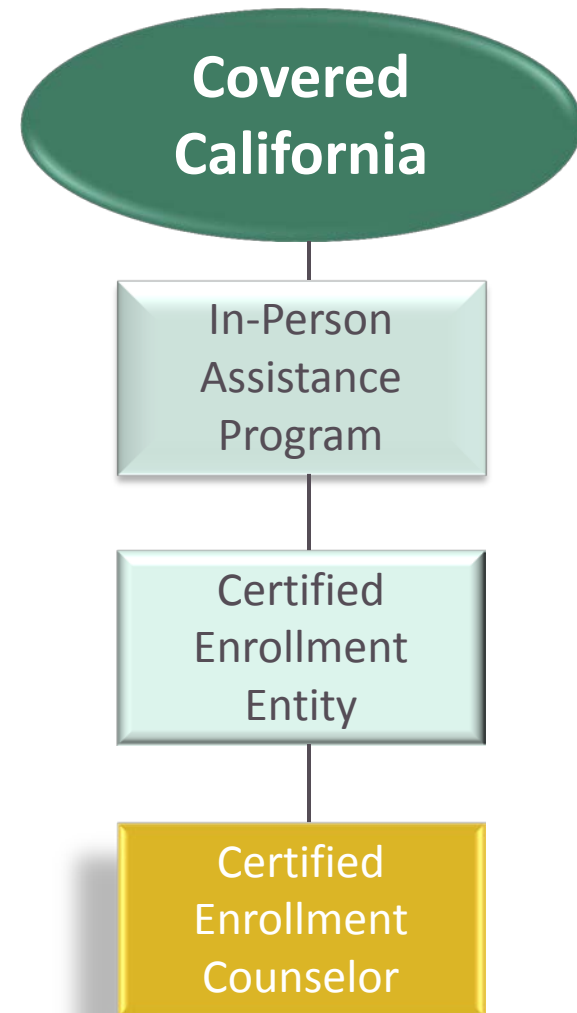 Covered
California
In-Person
Assistance
Program
Certified
Enrollment
Entity
Certified
Enrollment
Counselor